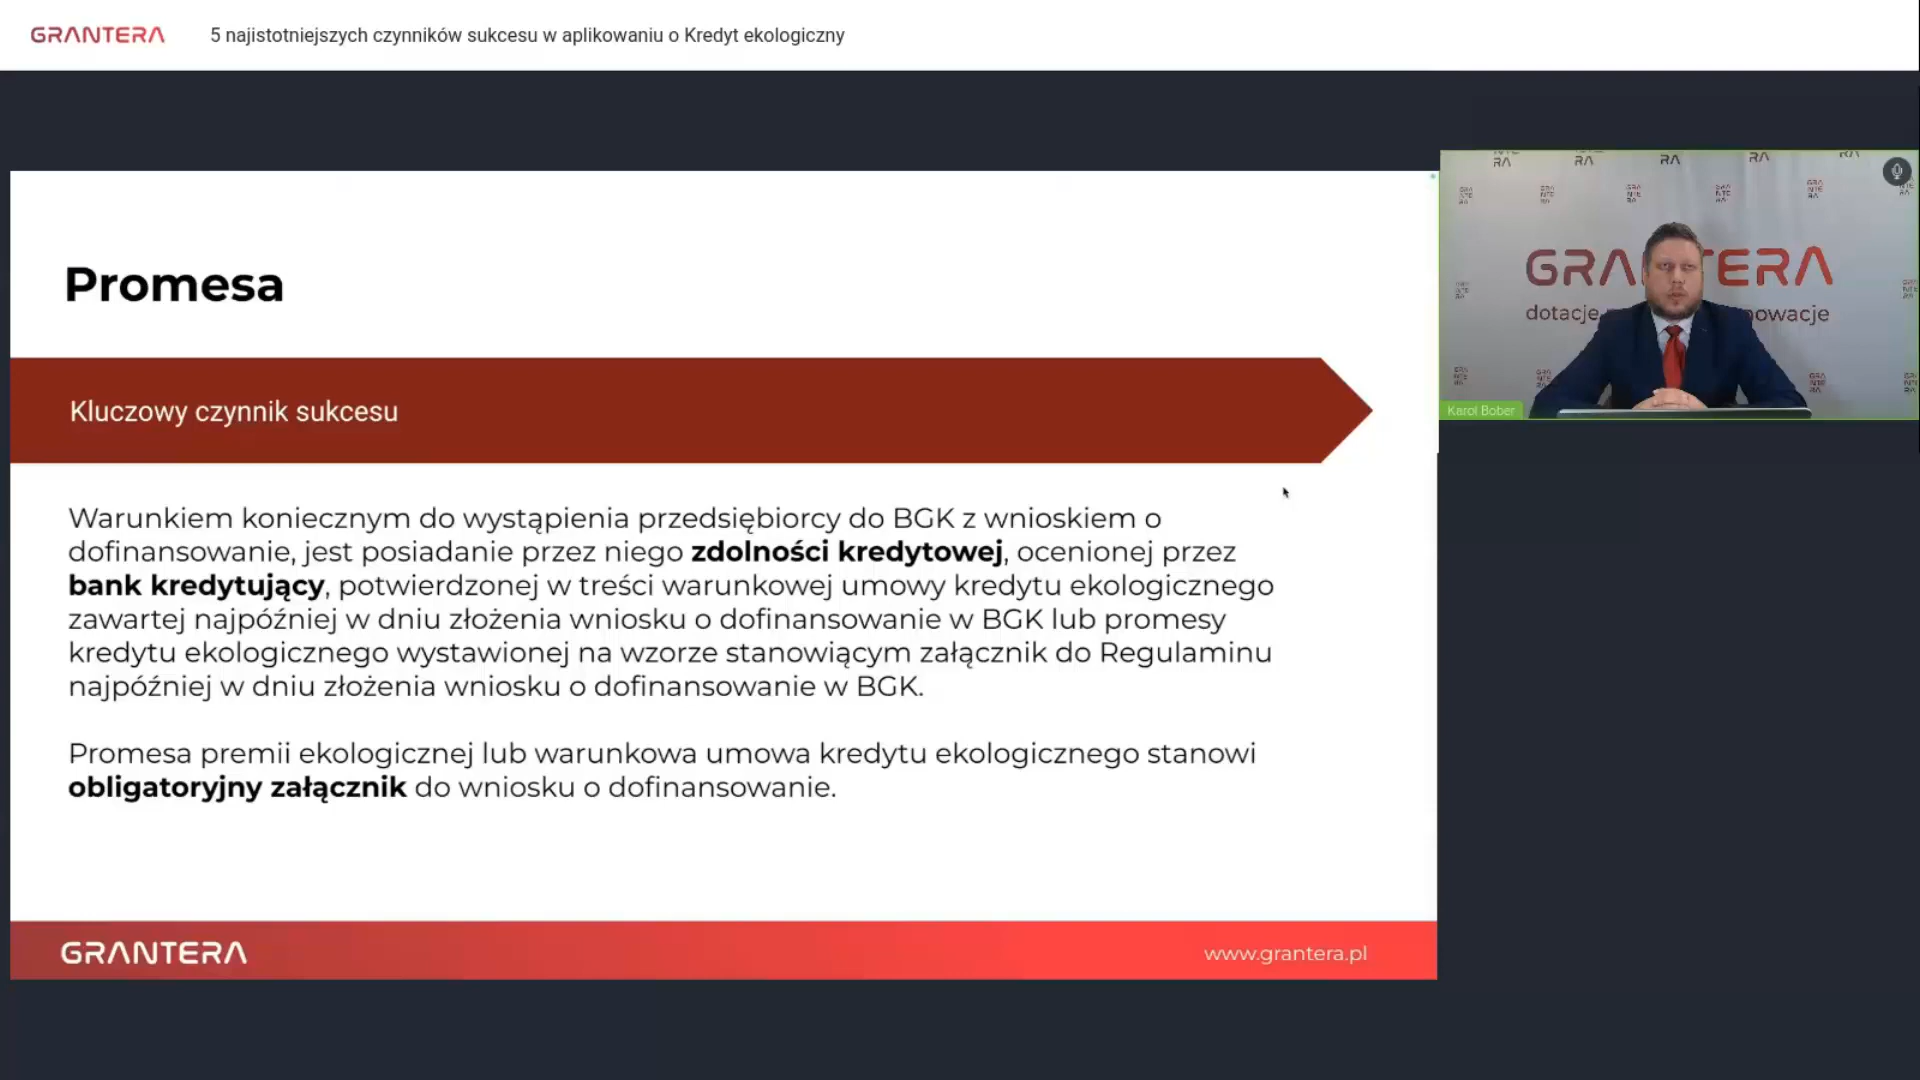 GRANTERA
5 najistotniejszych czynników sukcesu w aplikowaniu o Kredyt ekologiczny
Promesa
Kluczowy czynnik sukcesu
Warunkiem koniecznym do wystąpienia przedsiębiorcy do BGK z wnioskiem o
dofinansowanie, jest posiadanie przez niego zdolności kredytowej, ocenionej przez
bank kredytujący, potwierdzonej w treści warunkowej umowy kredytu ekologicznego
zawartej najpóźniej w dniu złożenia wniosku o dofinansowanie w BGK lub promesy
kredytu ekologicznego wystawionej na wzorze stanowiącym załącznik do Regulaminu
najpóźniej w dniu złożenia wniosku o dofinansowanie w BGK.
Promesa premii ekologicznej lub warunkowa umowa kredytu ekologicznego stanowi
obligatoryjny załącznik do wniosku o dofinansowanie.
GRANTERA
www.grantera.pl
GRA TERA
dotacje
Karol Bober